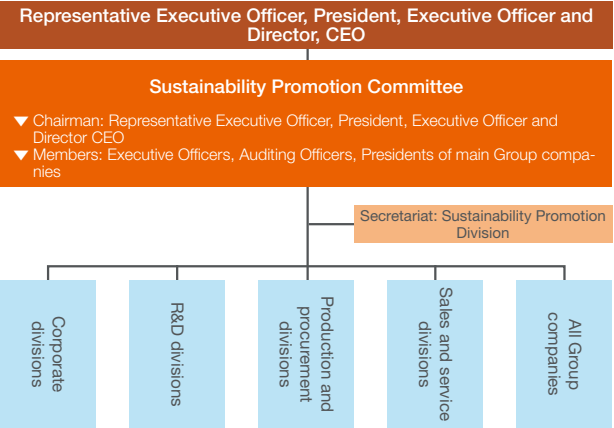 Representative Executive Officer, President, Executive Officer and
Director, CEO
Sustainability Promotion Committee
▼ Chairman: Representative Executive Officer, President, Executive Officer and
Director CEO
▼ Members: Executive Officers, Auditing Officers, Presidents of main Group compa-
nies
Secretariat: Sustainability Promotion
Division
Corporate
divisions
R&D divisions
Production and
procurement
divisions
Sales and service
divisions
All Group
companies